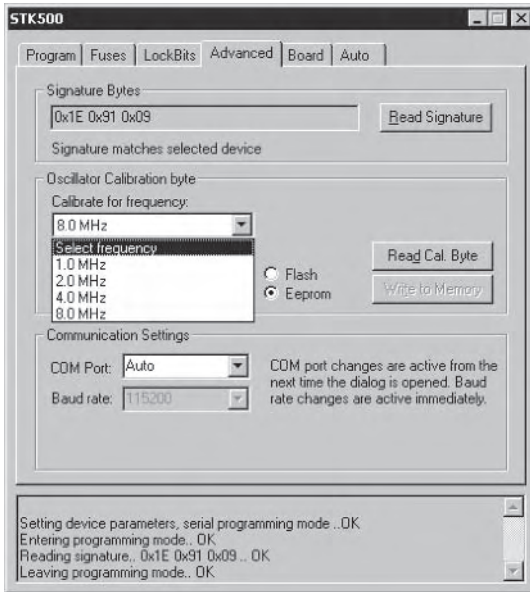 STK500
Program Fuses LockBits Advanced Board Auto
Signature Bytes
0x1E 0x91 0x09
Read Signature
Signature matches selected device
Oscillator Calibration byte
Calibrate for frequency:
8.0 MHz
Select frequency
1.0 MHz
2.0 MHz
4.0 MHz
8.0 MHz
Flash
Eeprom
Read Cal. Byte
Write to Memory
Communication Settings
COM Port: Auto
Baud rate: 115200
COM port changes are active from the
next time the dialog is opened. Baud
rate changes are active immediately.
Setting device parameters, serial programming mode ..OK
Entering programming mode.. OK
Reading signature.. 0x1E 0x91 0x09 .. OK
Leaving programming mode.. OK